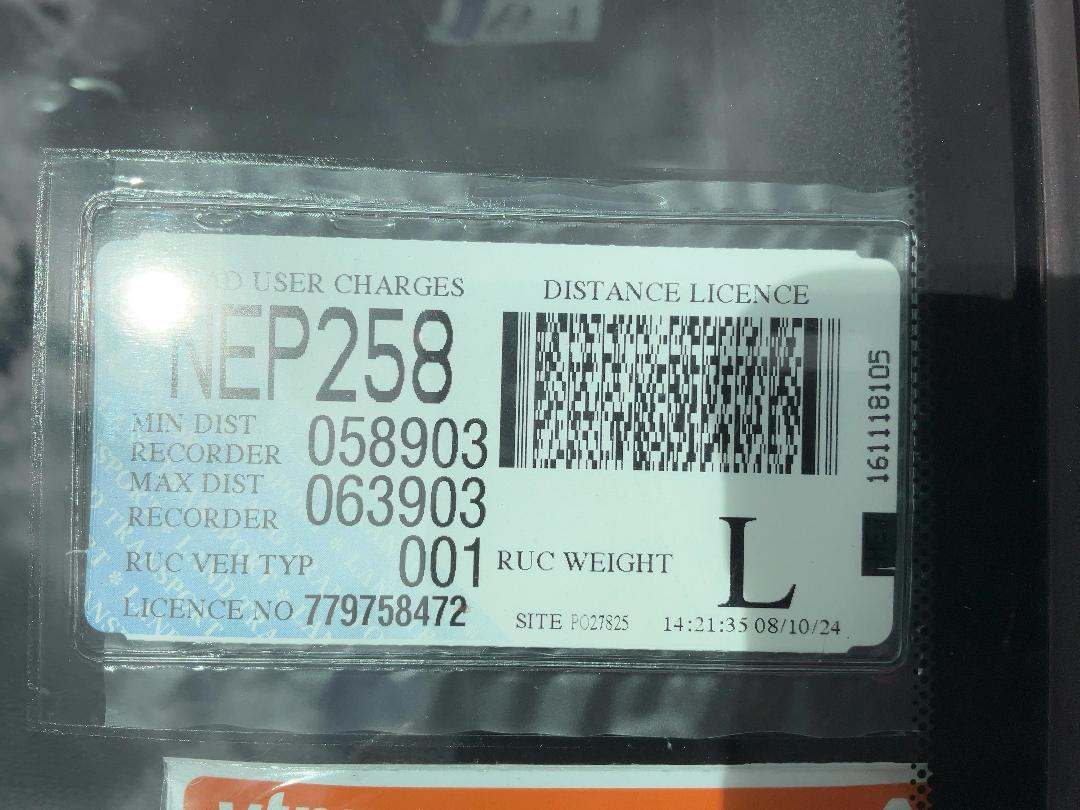 USER CHARGES
DISTANCE LICENCE
NEP258
MIN DIST
RECORDER 058903
MAX DIST
RECORDER 063903
RUC VEH TYP 001
RUC WEIGHT L
LICENCE NO 779758472
SITE PO27825 14:21:35 08/10/24
161118105